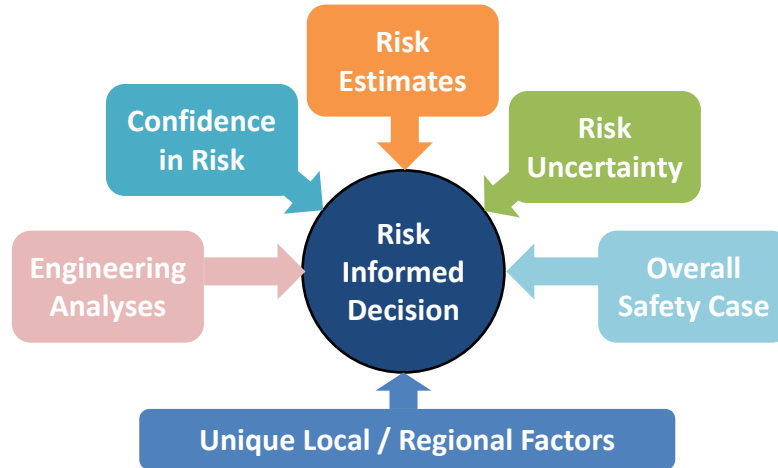 Risk
Estimates
Confidence
in Risk
Risk
Uncertainty
Engineering
Analyses
Risk
Informed
Decision
Overall
Safety Case
Unique Local / Regional Factors